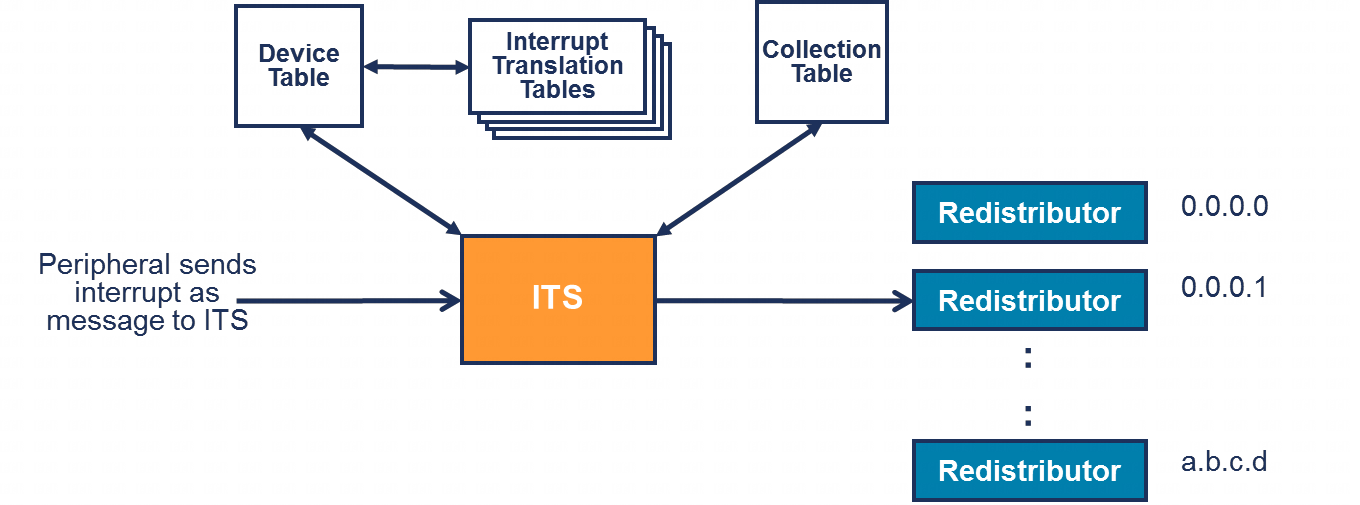 Device
Table
Interrupt
Translation
Tables
Collection
Table
Peripheral sends
interrupt as
message to ITS
ITS
Redistributor
0.0.0.0
Redistributor
0.0.0.1
:
:
Redistributor
a.b.c.d